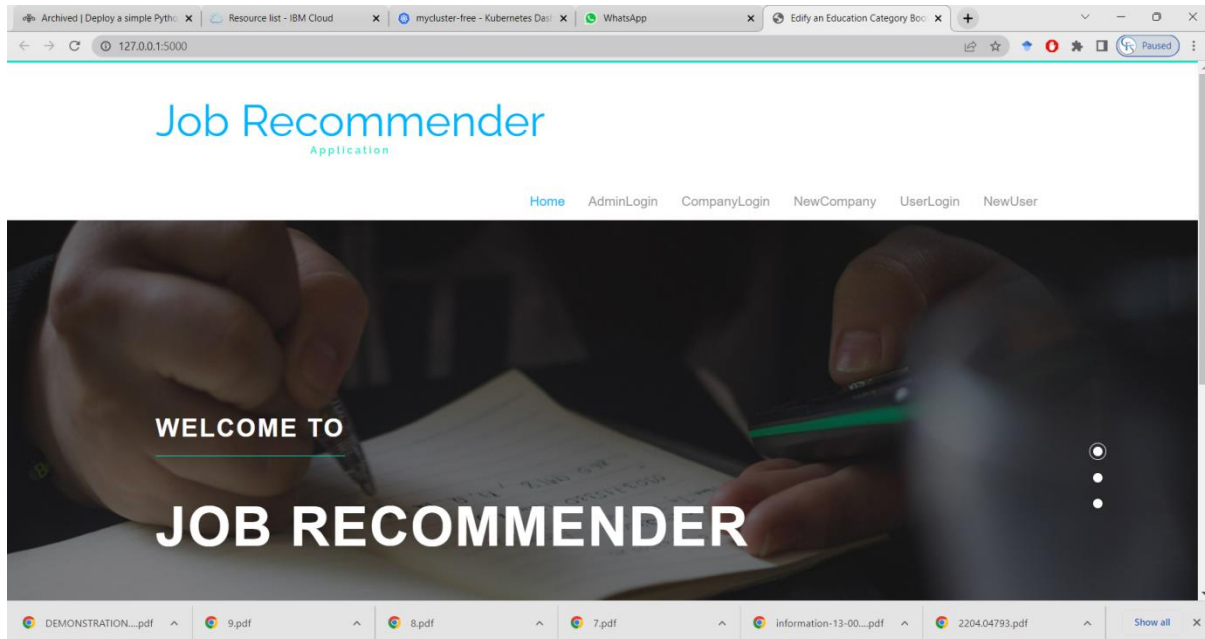 Archived | Deploy a simple Pytho
Resource list - IBM Cloud
mycluster-free - Kubernetes Dasl
WhatsApp
Edify an Education Category Boo
127.0.0.1:5000
Paused
Job Recommender
Application
Home AdminLogin CompanyLogin NewCompany UserLogin NewUser
WELCOME TO
JOB RECOMMENDER
DEMONSTRATION....pdf
9.pdf
8.pdf
7.pdf
information-13-00....pdf
2204.04793.pdf
Show all